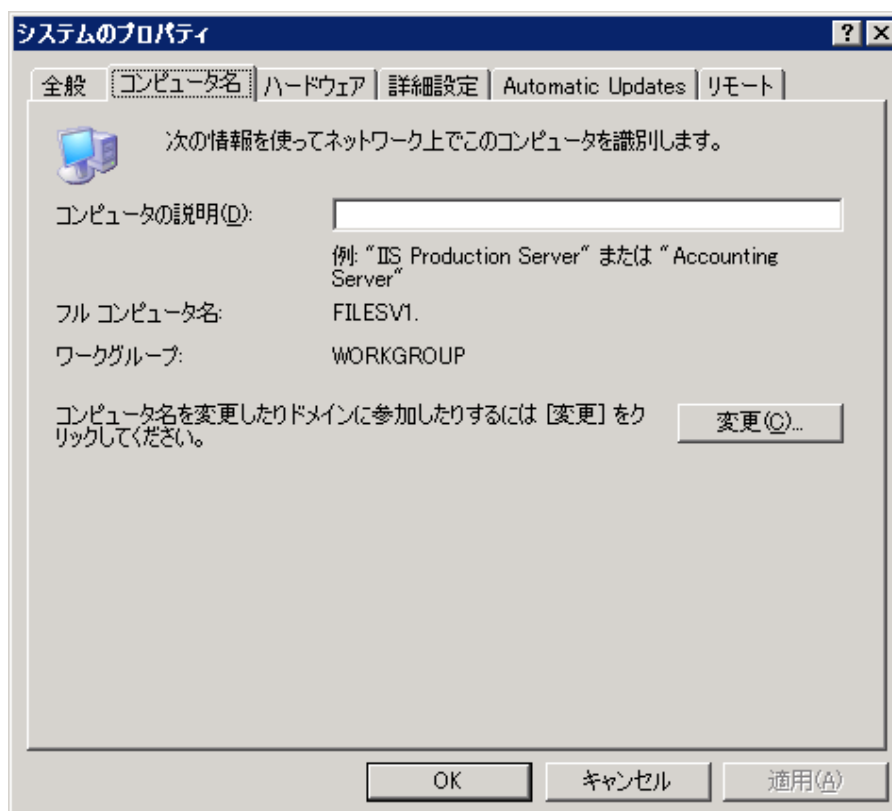 システムのプロパティ
全般 コンピュータ名 ハードウェア 詳細設定 Automatic Updates リモート
次の情報を使ってネットワーク上でこのコンピュータを識別します。
コンピュータの説明(D):
例: "IIS Production Server" または "Accounting
Server"
フル コンピュータ名: FILESV1.
ワークグループ: WORKGROUP
コンピュータ名を変更したりドメインに参加したりするには [変更] をク
リックしてください。
変更(C)...
OK キャンセル 適用(A)